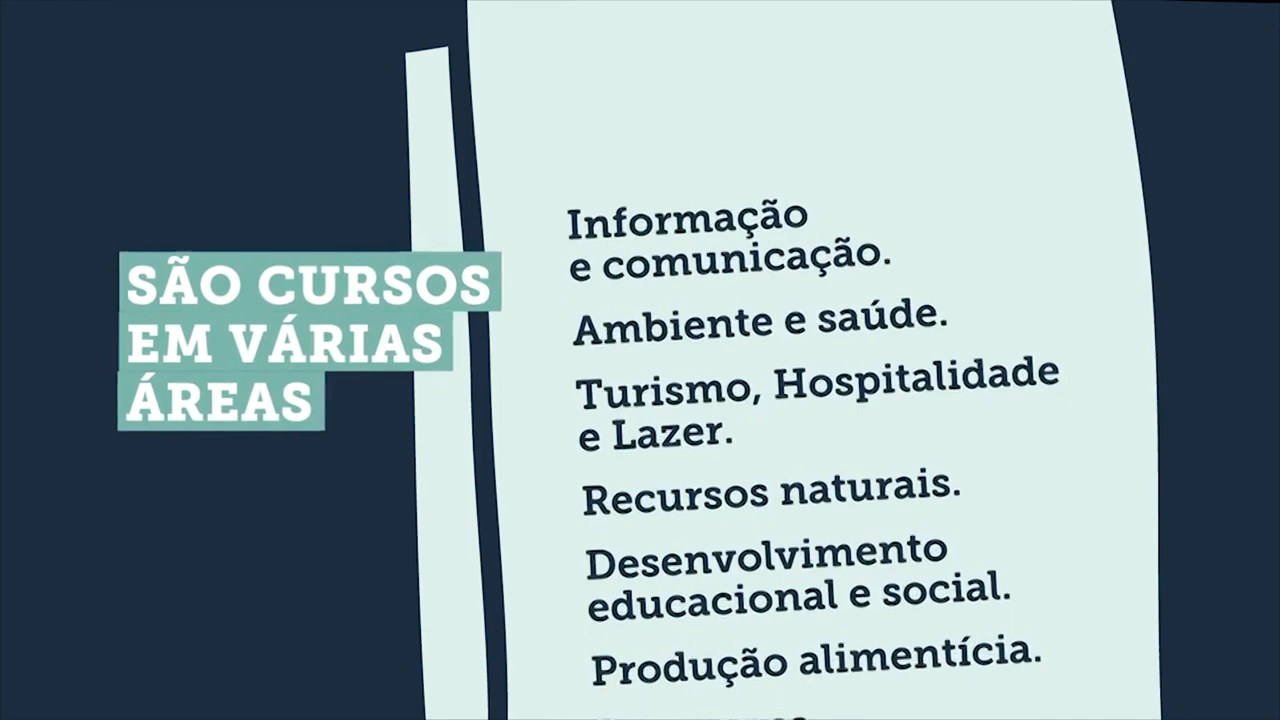 SÃO CURSOS
EM VÁRIAS
ÁREAS
Informação
e comunicação.
Ambiente e saúde.
Turismo, Hospitalidade
e Lazer.
Recursos naturais.
Desenvolvimento
educacional e social.
Produção alimentícia.